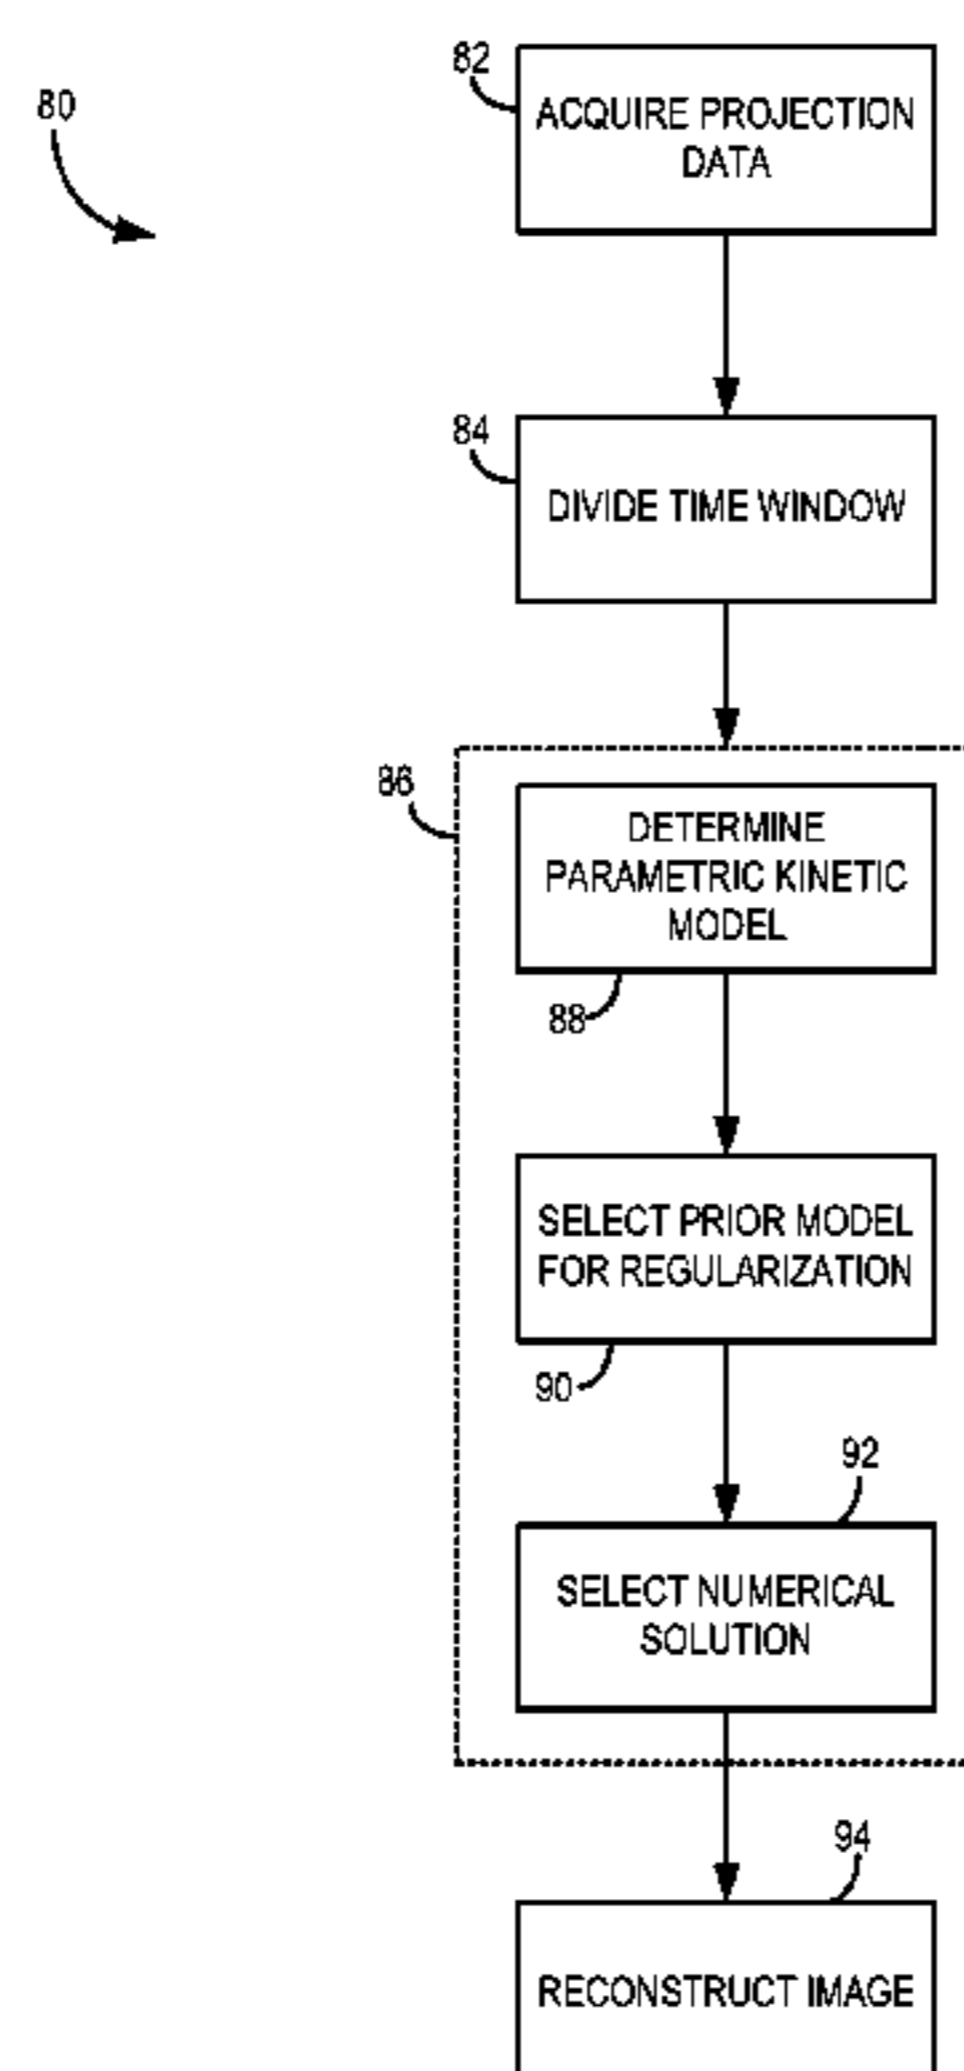 80
82
ACQUIRE PROJECTION
DATA
84
DIVIDE TIME WINDOW
86
DETERMINE
PARAMETRIC KINETIC
MODEL
88
SELECT PRIOR MODEL
FOR REGULARIZATION
90
92
SELECT NUMERICAL
SOLUTION
94
RECONSTRUCT IMAGE